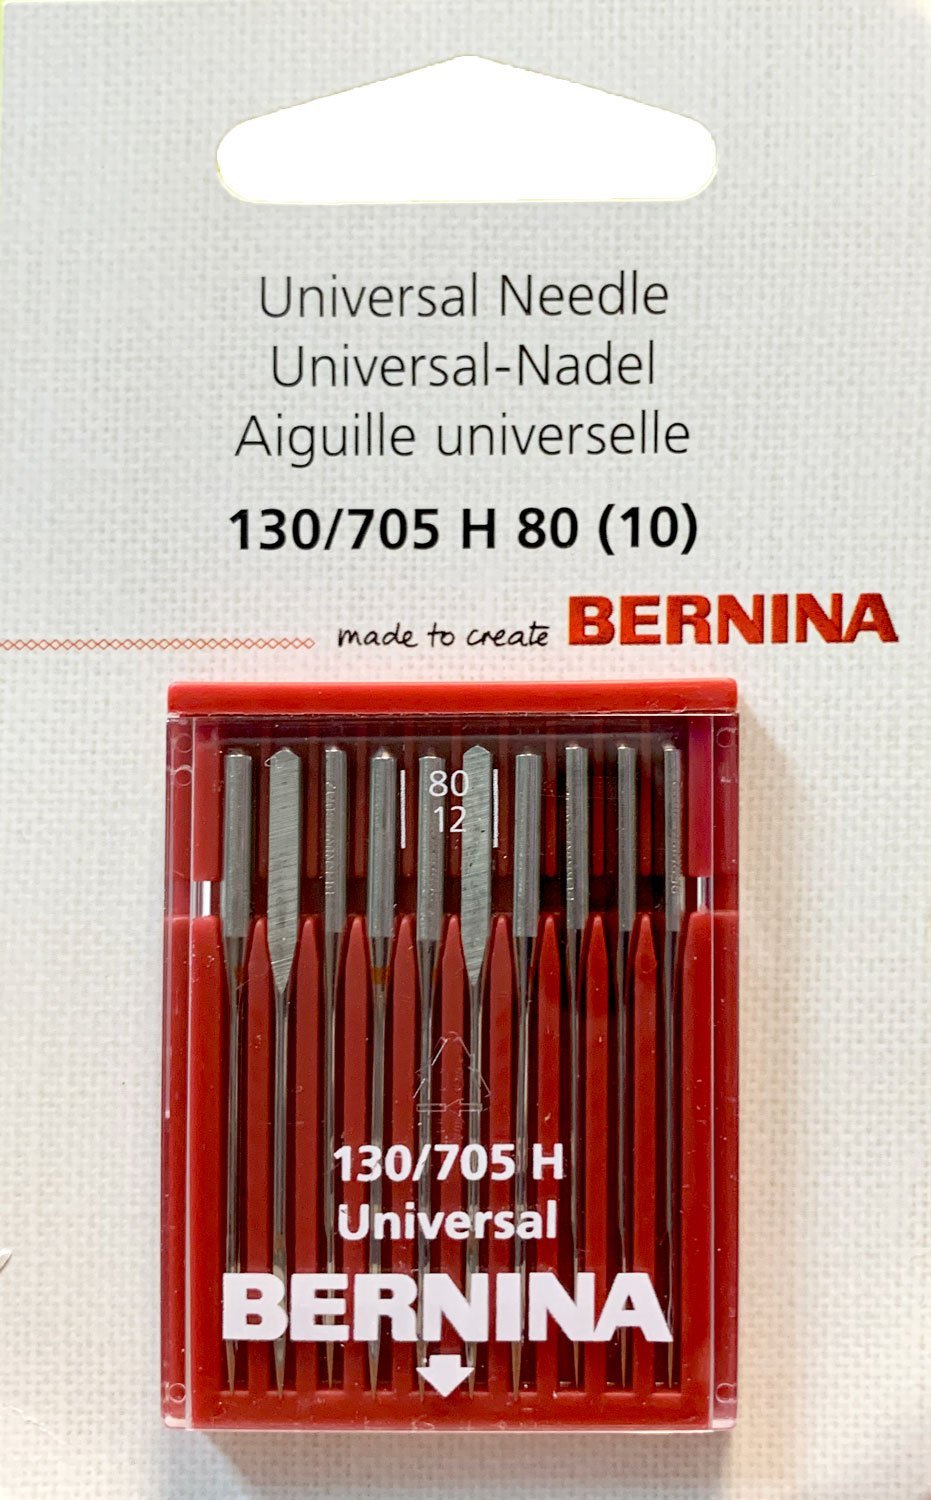 Universal Needle
Universal-Nadel
Aiguille universelle
130/705 H 80 (10)
made to create BERNINA
80
12
130/705 H
Universal
BERNINA